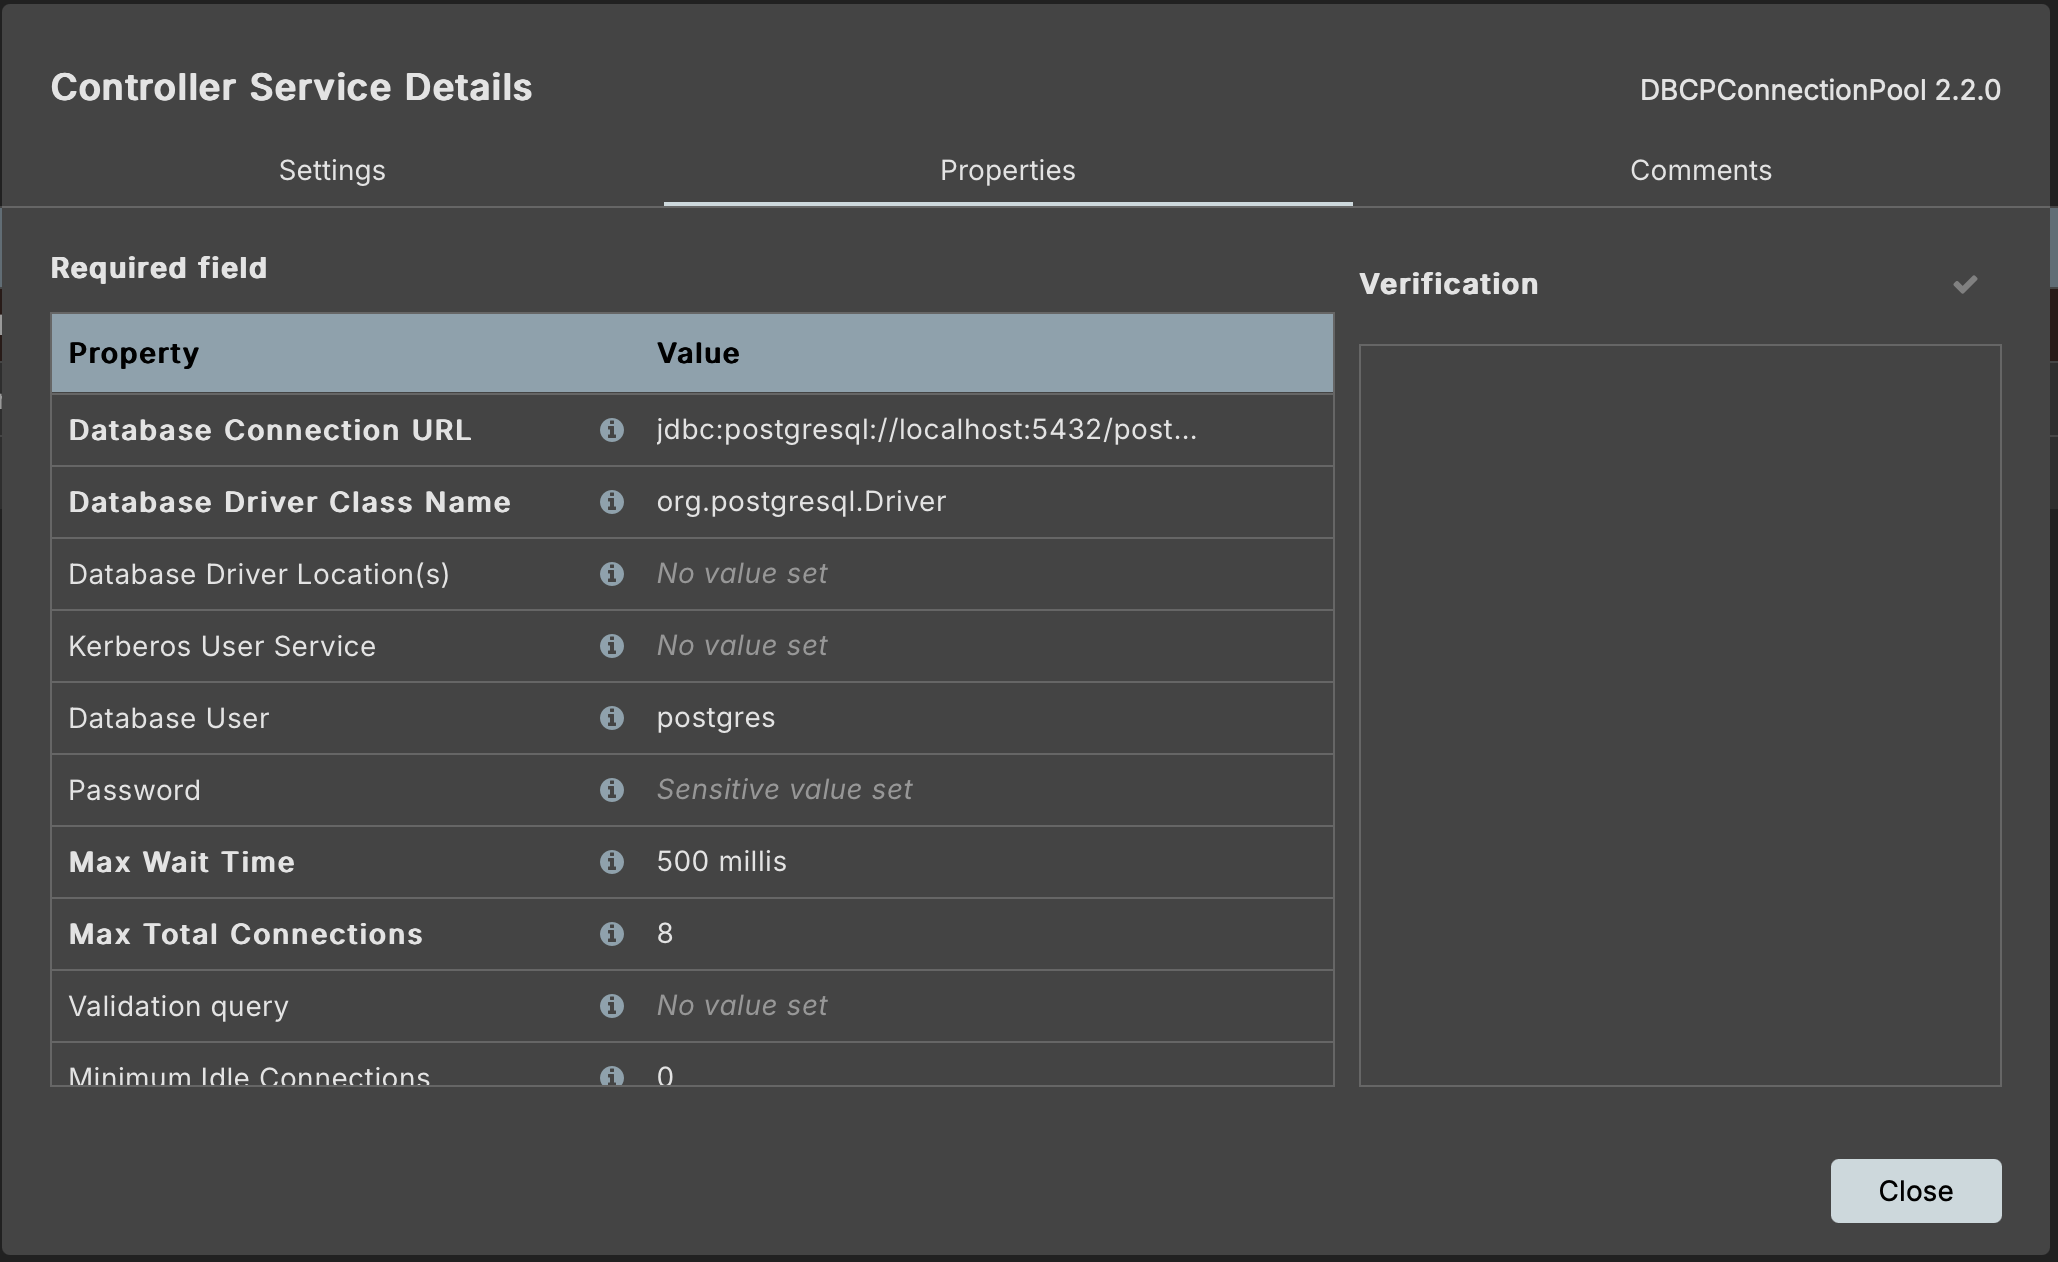 Controller Service Details
DBCPConnectionPool 2.2.0
Settings
Properties
Comments
Required field
Verification
Property Value
Database Connection URL jdbc:postgresql://localhost:5432/post...
Database Driver Class Name org.postgresql.Driver
Database Driver Location(s) No value set
Kerberos User Service No value set
Database User postgres
Password Sensitive value set
Max Wait Time 500 millis
Max Total Connections 8
Validation query No value set
Minimum Idle Connections 0
Close